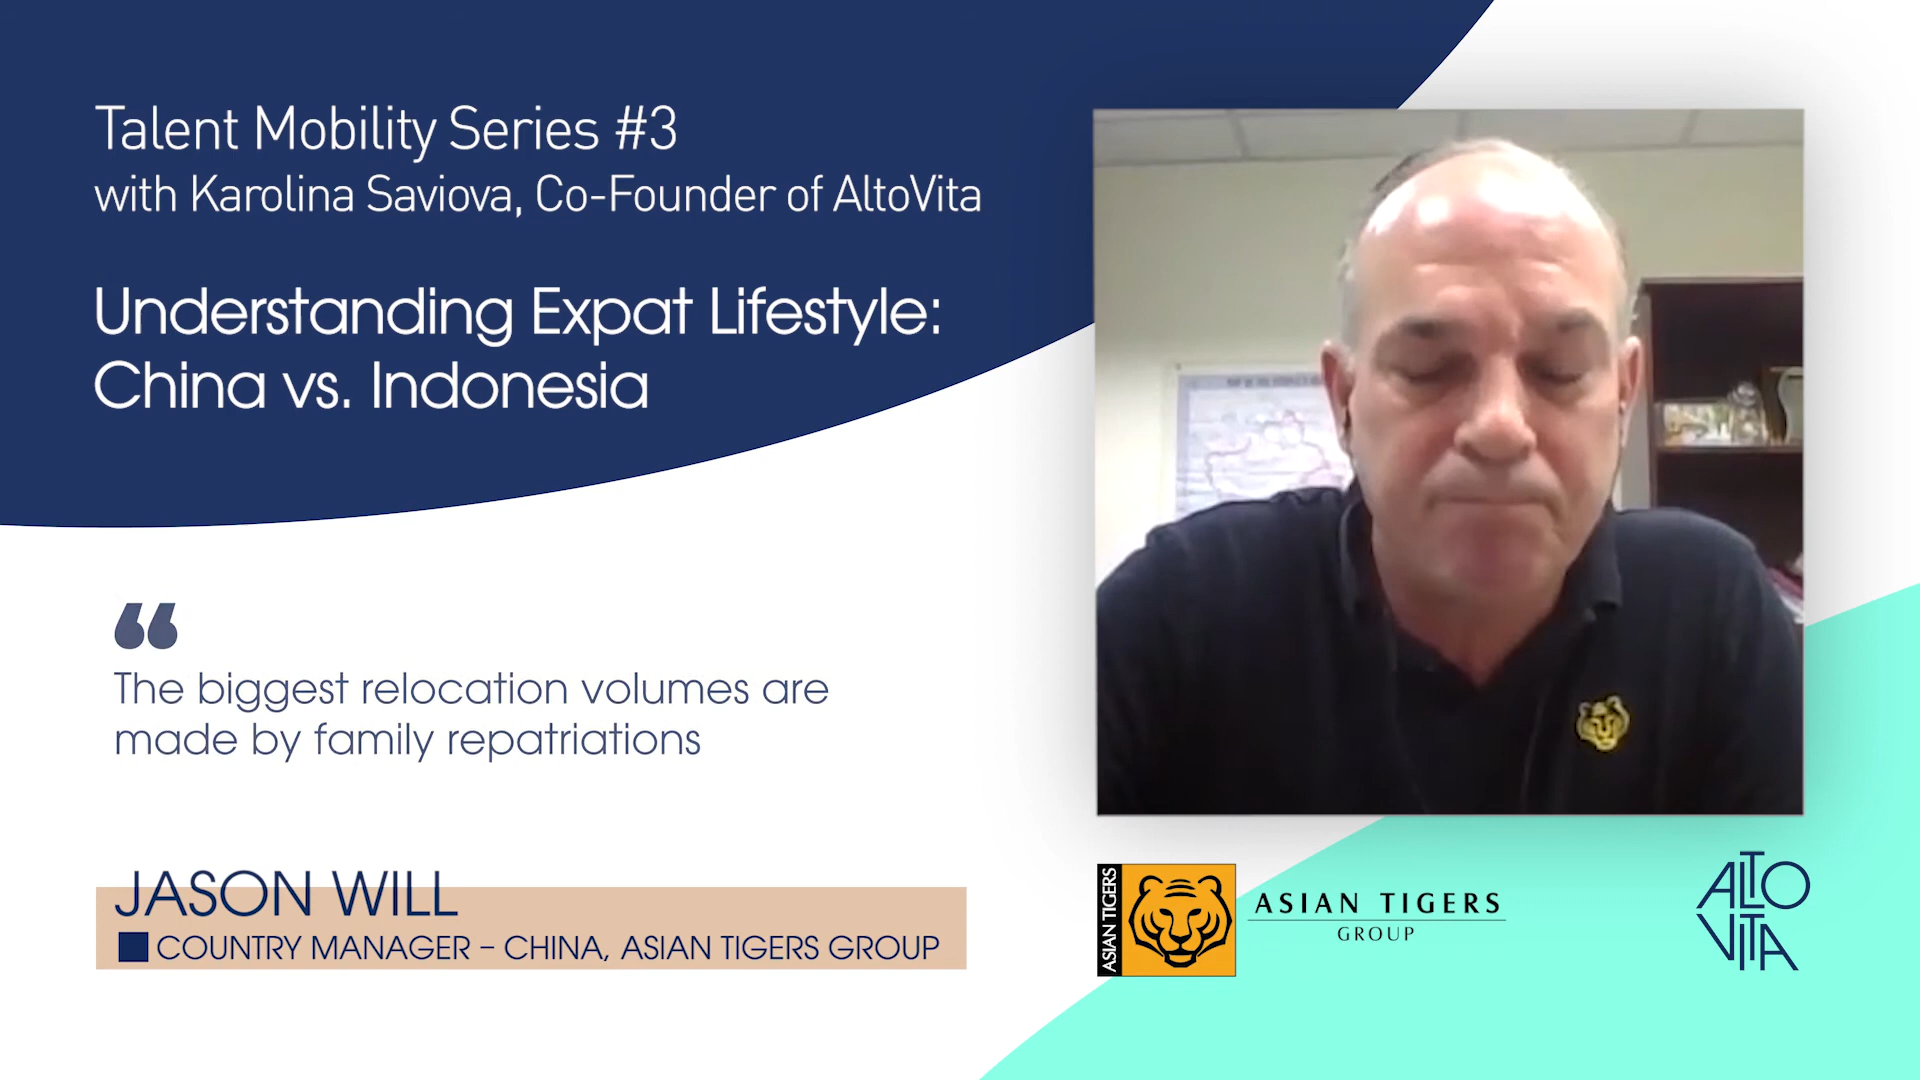 Talent Mobility Series #3
with Karolina Saviova, Co-Founder of AltoVita
Understanding Expat Lifestyle:
China vs. Indonesia
“
The biggest relocation volumes are
made by family repatriations
JASON WILL
COUNTRY MANAGER – CHINA, ASIAN TIGERS GROUP
ASIAN TIGERS
ASIAN TIGERS
GROUP
ALTO
VITA